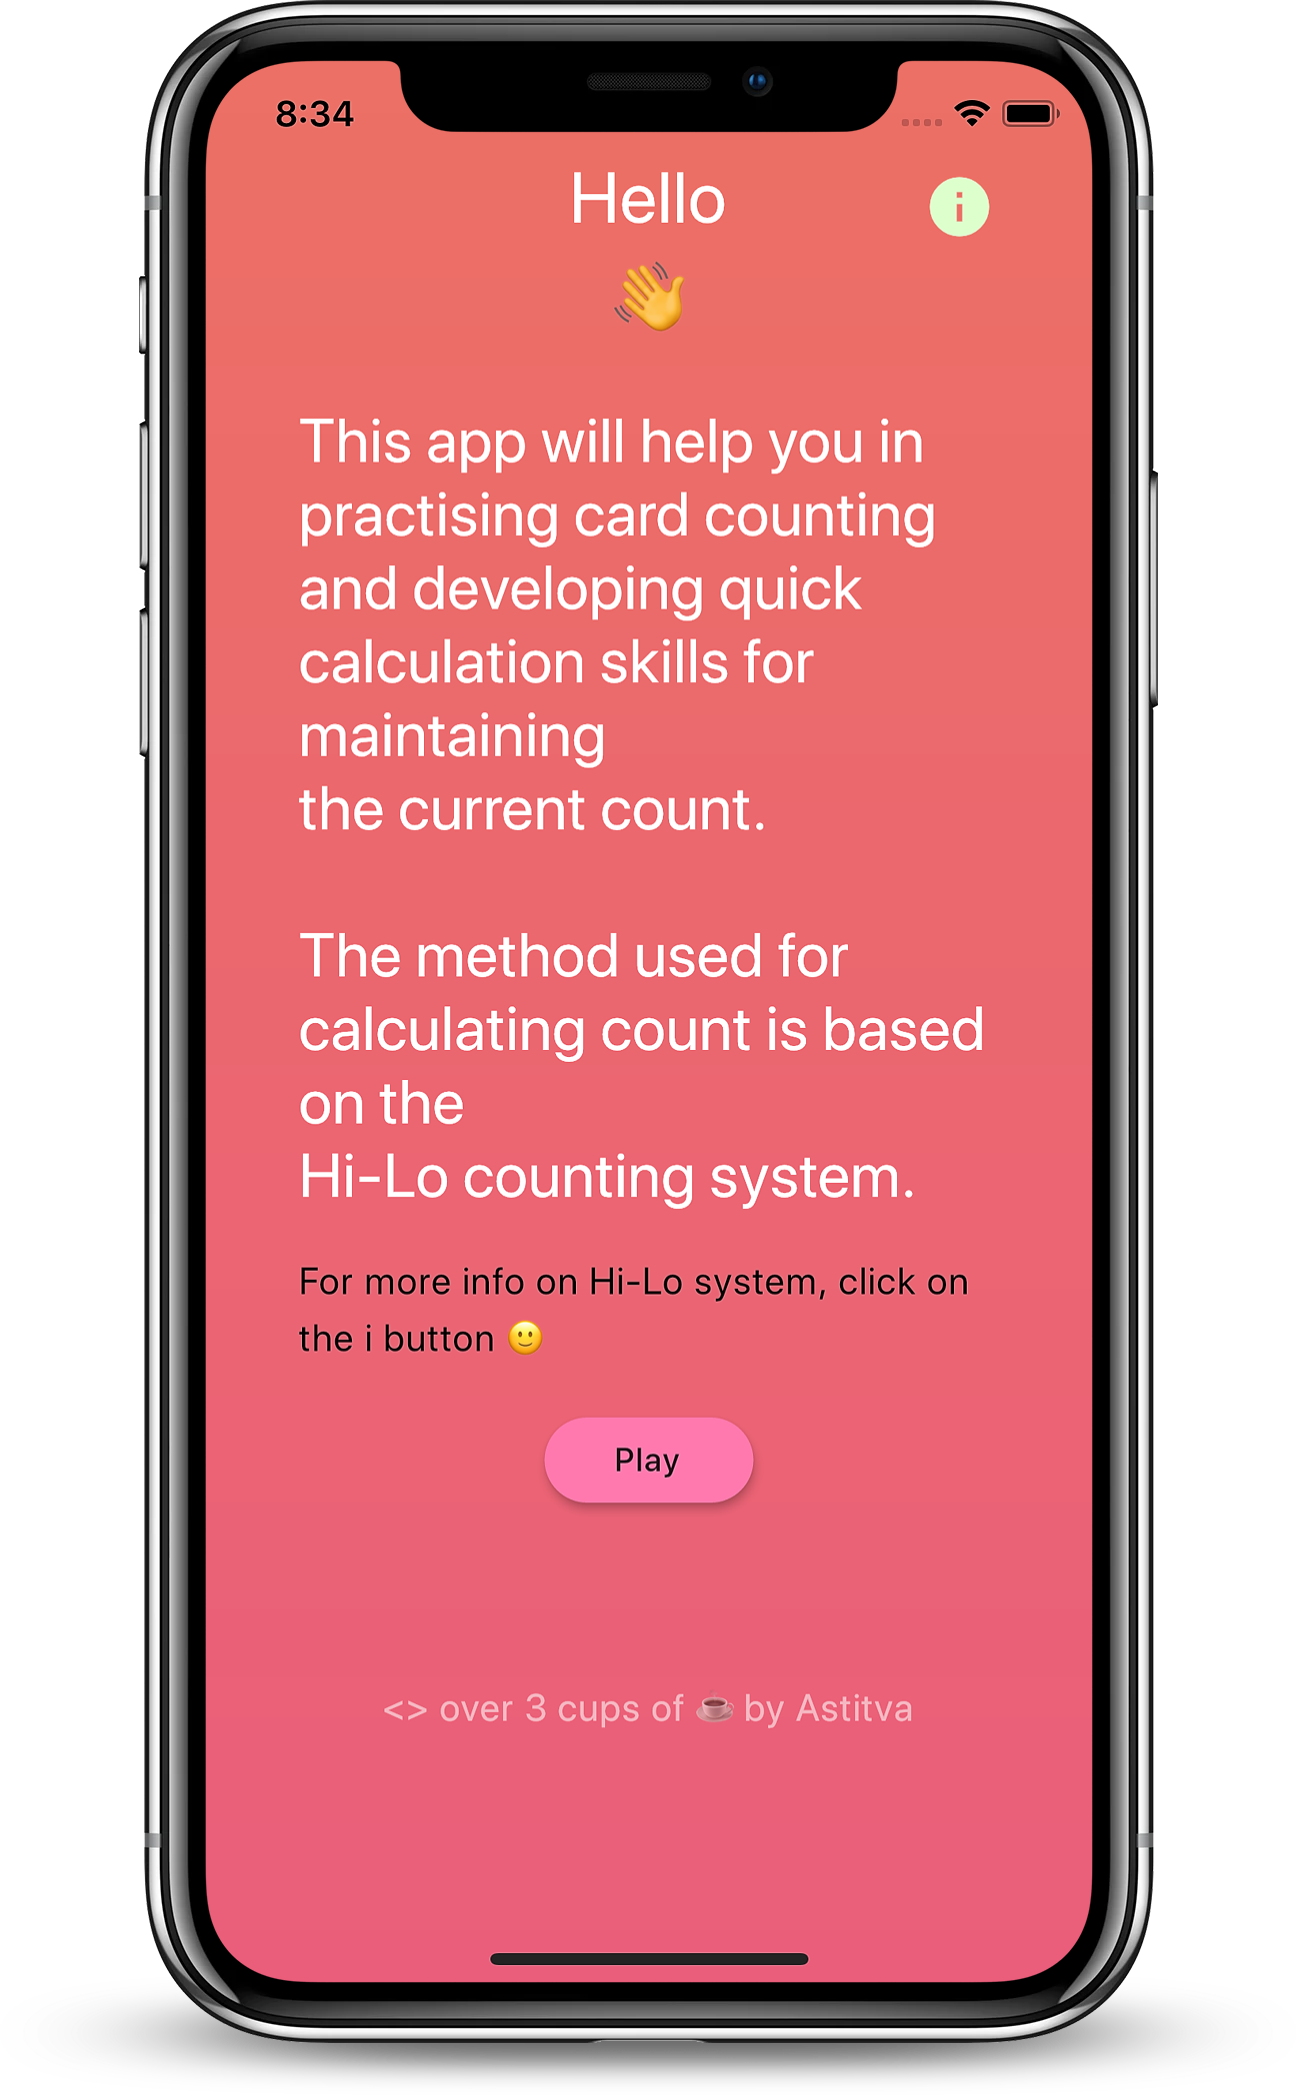 8:34
Hello
i
👋
This app will help you in
practising card counting
and developing quick
calculation skills for
maintaining
the current count.
The method used for
calculating count is based
on the
Hi-Lo counting system.
For more info on Hi-Lo system, click on
the i button 🙂
Play
<> over 3 cups of ☕ by Astitva